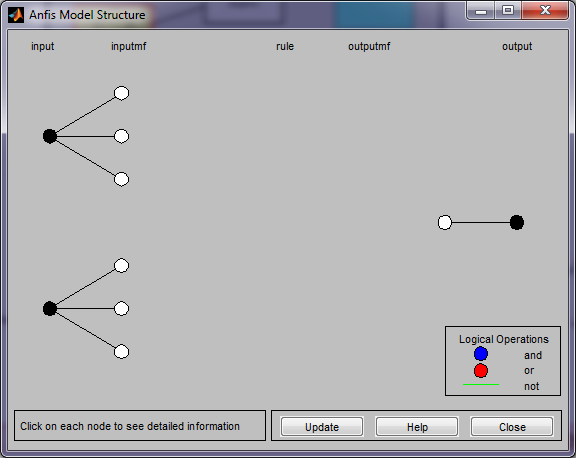 Anfis Model Structure
input inputmf rule outputmf output
Logical Operations
and
or
not
Click on each node to see detailed information
Update Help Close